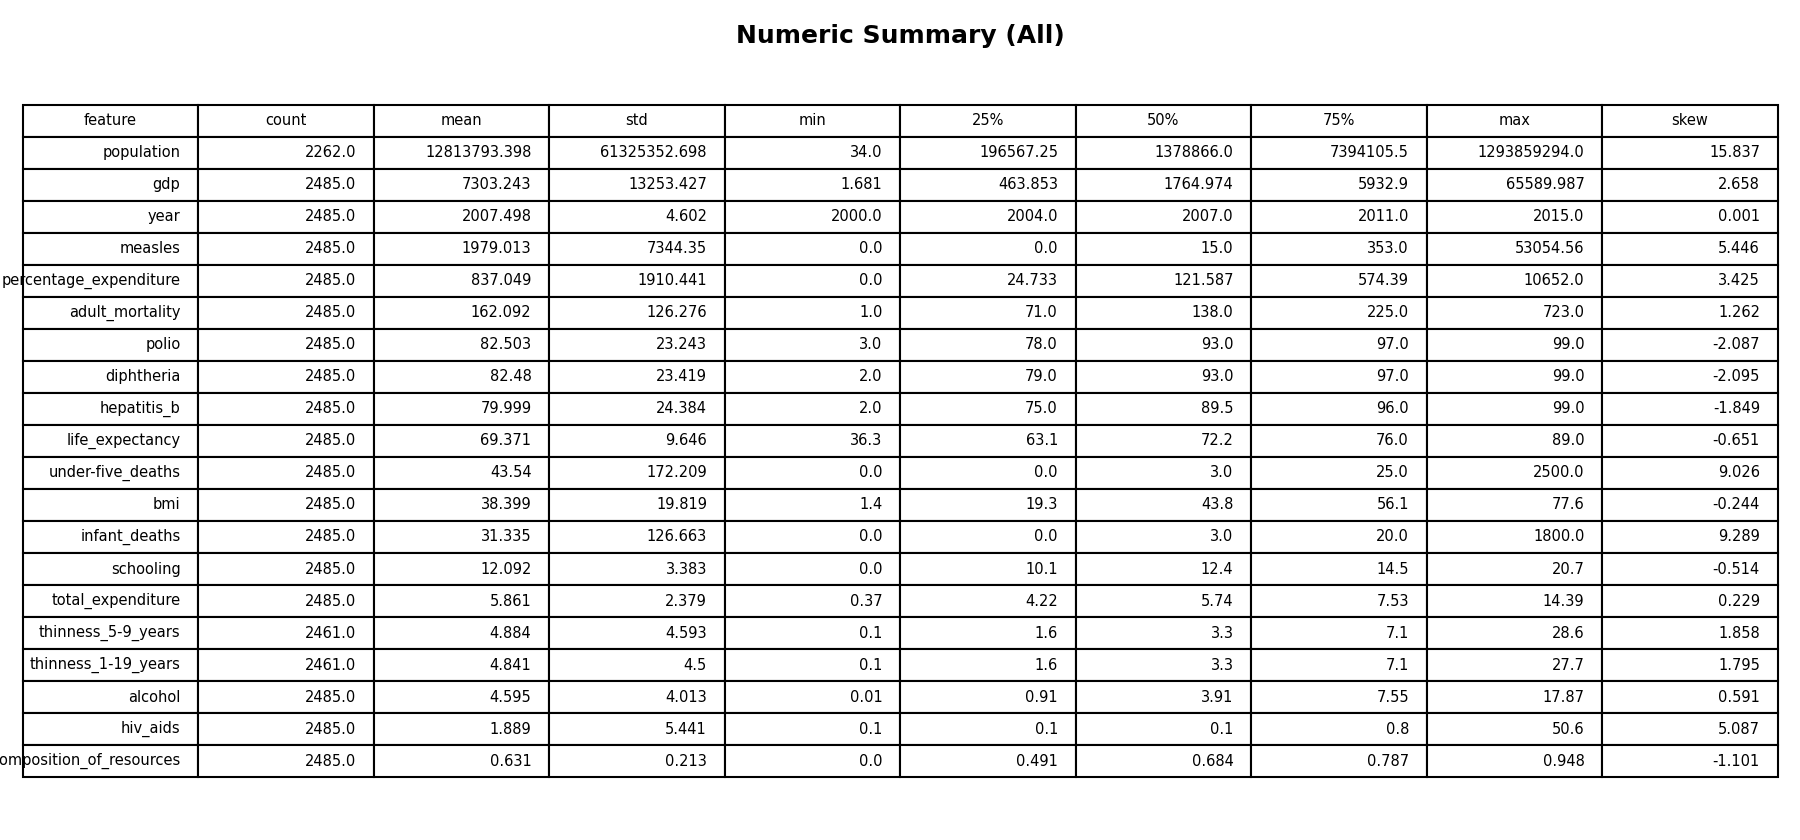 Numeric Summary (All)
feature count mean std min 25% 50% 75% max skew
population 2262.0 12813793.398 61325352.698 34.0 196567.25 1378866.0 7394105.5 1293859294.0 15.837
gdp 2485.0 7303.243 13253.427 1.681 463.853 1764.974 5932.9 65589.987 2.658
year 2485.0 2007.498 4.602 2000.0 2004.0 2007.0 2011.0 2015.0 0.001
measles 2485.0 1979.013 7344.35 0.0 0.0 15.0 353.0 53054.56 5.446
percentage_expenditure 2485.0 837.049 1910.441 0.0 24.733 121.587 574.39 10652.0 3.425
adult_mortality 2485.0 162.092 126.276 1.0 71.0 138.0 225.0 723.0 1.262
polio 2485.0 82.503 23.243 3.0 78.0 93.0 97.0 99.0 -2.087
diphtheria 2485.0 82.48 23.419 2.0 79.0 93.0 97.0 99.0 -2.095
hepatitis_b 2485.0 79.999 24.384 2.0 75.0 89.5 96.0 99.0 -1.849
life_expectancy 2485.0 69.371 9.646 36.3 63.1 72.2 76.0 89.0 -0.651
under-five_deaths 2485.0 43.54 172.209 0.0 0.0 3.0 25.0 2500.0 9.026
bmi 2485.0 38.399 19.819 1.4 19.3 43.8 56.1 77.6 -0.244
infant_deaths 2485.0 31.335 126.663 0.0 0.0 3.0 20.0 1800.0 9.289
schooling 2485.0 12.092 3.383 0.0 10.1 12.4 14.5 20.7 -0.514
total_expenditure 2485.0 5.861 2.379 0.37 4.22 5.74 7.53 14.39 0.229
thinness_5-9_years 2461.0 4.884 4.593 0.1 1.6 3.3 7.1 28.6 1.858
thinness_1-19_years 2461.0 4.841 4.5 0.1 1.6 3.3 7.1 27.7 1.795
alcohol 2485.0 4.595 4.013 0.01 0.91 3.91 7.55 17.87 0.591
hiv_aids 2485.0 1.889 5.441 0.1 0.1 0.1 0.8 50.6 5.087
omposition_of_resources 2485.0 0.631 0.213 0.0 0.491 0.684 0.787 0.948 -1.101